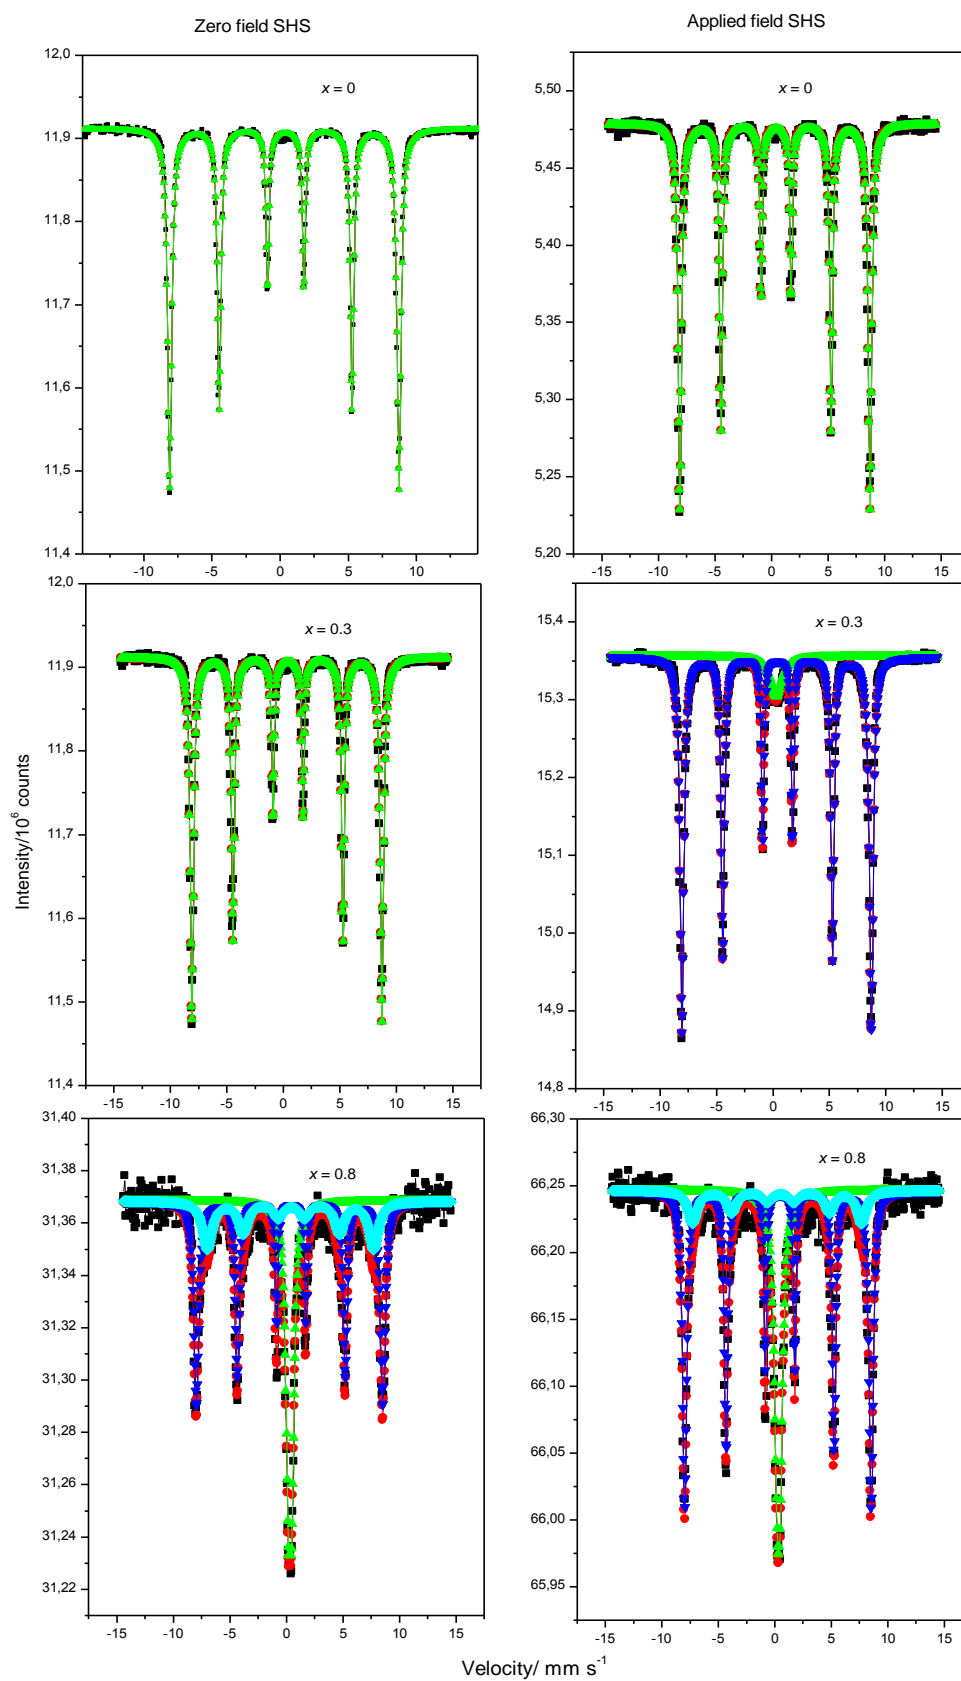 Zero field SHS
Applied field SHS
12,0
11,9
11,8
11,7
11,6
11,5
11,4
x = 0
-10 -5 0 5 10
5,50
5,45
5,40
5,35
5,30
5,25
5,20
x = 0
-15 -10 -5 0 5 10 15
Intensity/10⁶ counts
12,0
11,9
11,8
11,7
11,6
11,5
11,4
x = 0.3
-15 -10 -5 0 5 10 15
15,4
15,3
15,2
15,1
15,0
14,9
14,8
x = 0.3
-15 -10 -5 0 5 10 15
31,40
31,38
31,36
31,34
31,32
31,30
31,28
31,26
31,24
31,22
x = 0.8
-15 -10 -5 0 5 10 15
66,30
66,25
66,20
66,15
66,10
66,05
66,00
65,95
x = 0.8
-15 -10 -5 0 5 10 15
Velocity/ mm s⁻¹